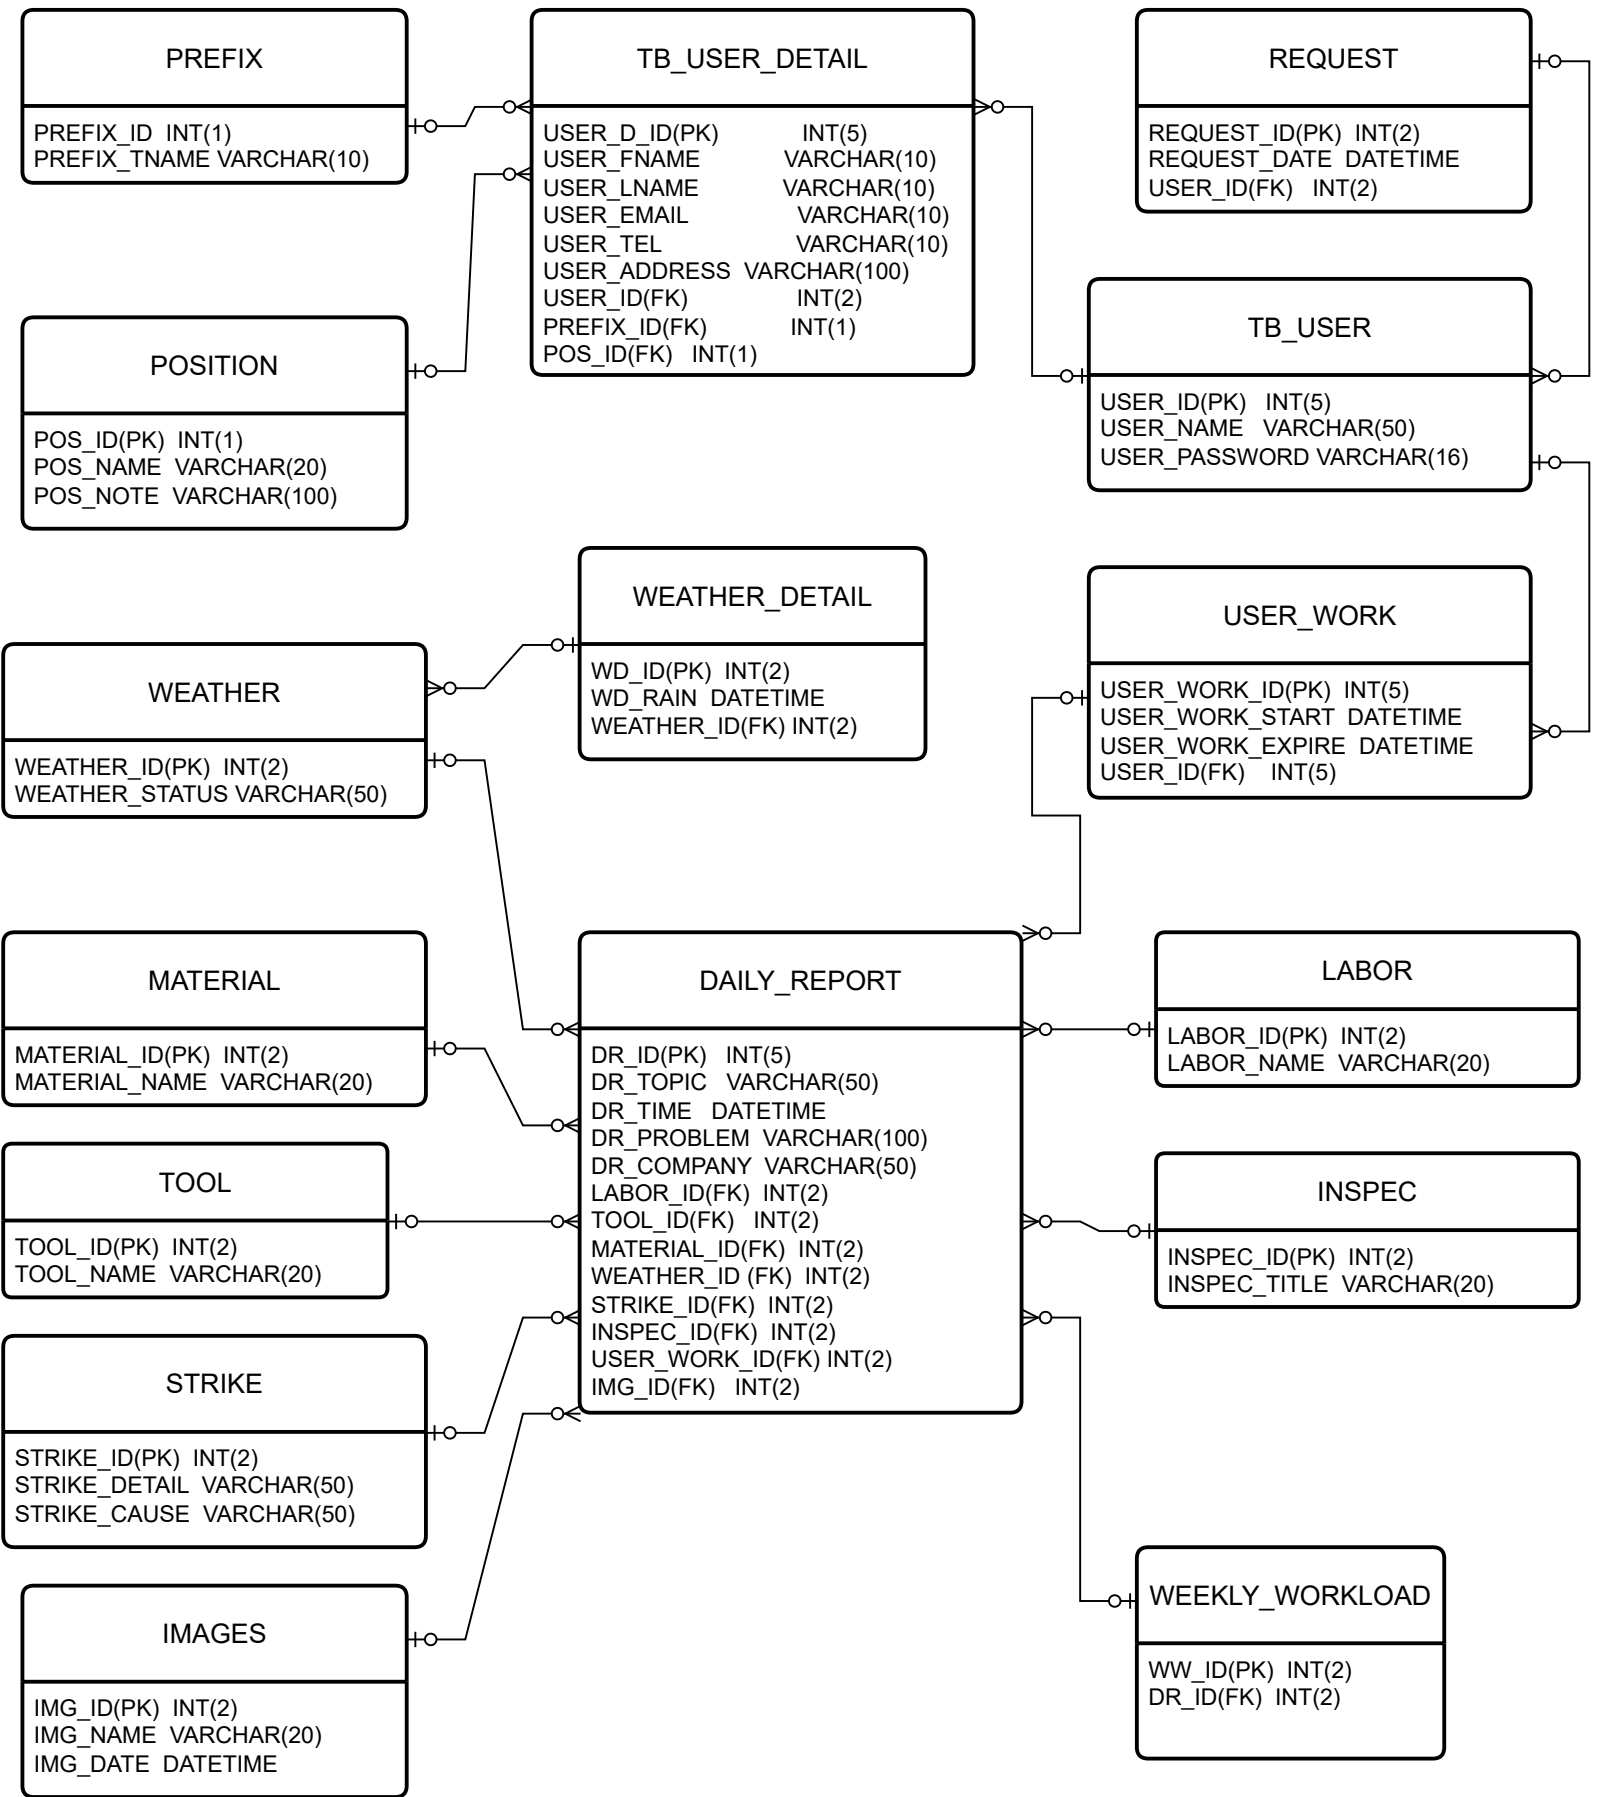 PREFIX
PREFIX_ID INT(1)
PREFIX_TNAME VARCHAR(10)
TB_USER_DETAIL
USER_D_ID(PK) INT(5)
USER_FNAME VARCHAR(10)
USER_LNAME VARCHAR(10)
USER_EMAIL VARCHAR(10)
USER_TEL VARCHAR(10)
USER_ADDRESS VARCHAR(100)
USER_ID(FK) INT(2)
PREFIX_ID(FK) INT(1)
POS_ID(FK) INT(1)
REQUEST
REQUEST_ID(PK) INT(2)
REQUEST_DATE DATETIME
USER_ID(FK) INT(2)
POSITION
POS_ID(PK) INT(1)
POS_NAME VARCHAR(20)
POS_NOTE VARCHAR(100)
TB_USER
USER_ID(PK) INT(5)
USER_NAME VARCHAR(50)
USER_PASSWORD VARCHAR(16)
WEATHER_DETAIL
WD_ID(PK) INT(2)
WD_RAIN DATETIME
WEATHER_ID(FK) INT(2)
USER_WORK
USER_WORK_ID(PK) INT(5)
USER_WORK_START DATETIME
USER_WORK_EXPIRE DATETIME
USER_ID(FK) INT(5)
WEATHER
WEATHER_ID(PK) INT(2)
WEATHER_STATUS VARCHAR(50)
MATERIAL
MATERIAL_ID(PK) INT(2)
MATERIAL_NAME VARCHAR(20)
DAILY_REPORT
DR_ID(PK) INT(5)
DR_TOPIC VARCHAR(50)
DR_TIME DATETIME
DR_PROBLEM VARCHAR(100)
DR_COMPANY VARCHAR(50)
LABOR_ID(FK) INT(2)
TOOL_ID(FK) INT(2)
MATERIAL_ID(FK) INT(2)
WEATHER_ID (FK) INT(2)
STRIKE_ID(FK) INT(2)
INSPEC_ID(FK) INT(2)
USER_WORK_ID(FK) INT(2)
IMG_ID(FK) INT(2)
LABOR
LABOR_ID(PK) INT(2)
LABOR_NAME VARCHAR(20)
TOOL
TOOL_ID(PK) INT(2)
TOOL_NAME VARCHAR(20)
INSPEC
INSPEC_ID(PK) INT(2)
INSPEC_TITLE VARCHAR(20)
STRIKE
STRIKE_ID(PK) INT(2)
STRIKE_DETAIL VARCHAR(50)
STRIKE_CAUSE VARCHAR(50)
IMAGES
IMG_ID(PK) INT(2)
IMG_NAME VARCHAR(20)
IMG_DATE DATETIME
WEEKLY_WORKLOAD
WW_ID(PK) INT(2)
DR_ID(FK) INT(2)